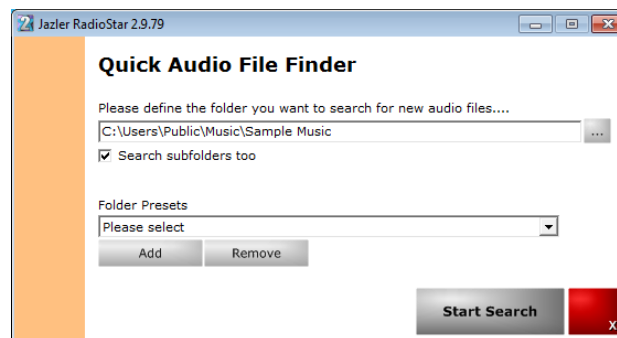 Jazler RadioStar 2.9.79
Quick Audio File Finder
Please define the folder you want to search for new audio files....
C:\Users\Public\Music\Sample Music
...
Search subfolders too
Folder Presets
Please select
Add Remove
Start Search
X